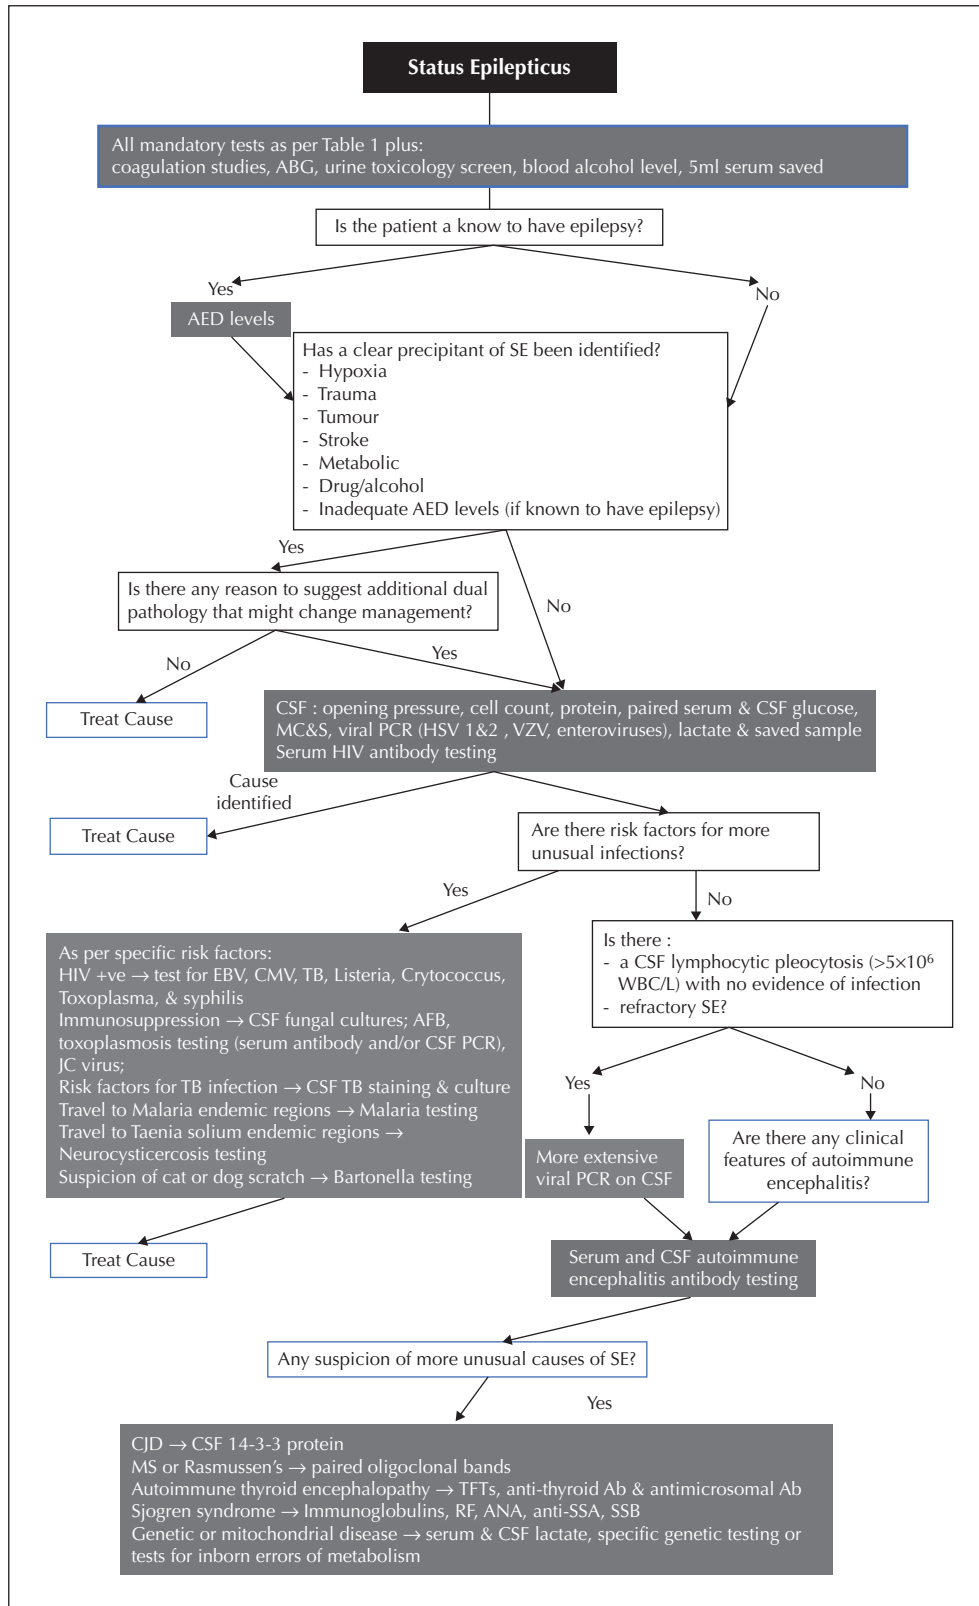 Status Epilepticus
All mandatory tests as per Table 1 plus:
coagulation studies, ABG, urine toxicology screen, blood alcohol level, 5ml serum saved
Is the patient a know to have epilepsy?
Yes
No
AED levels
Has a clear precipitant of SE been identified?
- Hypoxia
- Trauma
- Tumour
- Stroke
- Metabolic
- Drug/alcohol
- Inadequate AED levels (if known to have epilepsy)
Yes
No
Is there any reason to suggest additional dual
pathology that might change management?
No
Yes
Treat Cause
CSF : opening pressure, cell count, protein, paired serum & CSF glucose,
MC&S, viral PCR (HSV 1&2 , VZV, enteroviruses), lactate & saved sample
Serum HIV antibody testing
Cause
identified
Treat Cause
Are there risk factors for more
unusual infections?
Yes
No
As per specific risk factors:
HIV +ve → test for EBV, CMV, TB, Listeria, Crytococcus,
Toxoplasma, & syphilis
Immunosuppression → CSF fungal cultures; AFB,
toxoplasmosis testing (serum antibody and/or CSF PCR),
JC virus;
Risk factors for TB infection → CSF TB staining & culture
Travel to Malaria endemic regions → Malaria testing
Travel to Taenia solium endemic regions →
Neurocysticercosis testing
Suspicion of cat or dog scratch → Bartonella testing
Is there :
- a CSF lymphocytic pleocytosis (>5×10⁶
WBC/L) with no evidence of infection
- refractory SE?
Yes
No
More extensive
viral PCR on CSF
Are there any clinical
features of autoimmune
encephalitis?
Treat Cause
Serum and CSF autoimmune
encephalitis antibody testing
Any suspicion of more unusual causes of SE?
Yes
CJD → CSF 14-3-3 protein
MS or Rasmussen's → paired oligoclonal bands
Autoimmune thyroid encephalopathy → TFTs, anti-thyroid Ab & antimicrosomal Ab
Sjogren syndrome → Immunoglobulins, RF, ANA, anti-SSA, SSB
Genetic or mitochondrial disease → serum & CSF lactate, specific genetic testing or
tests for inborn errors of metabolism